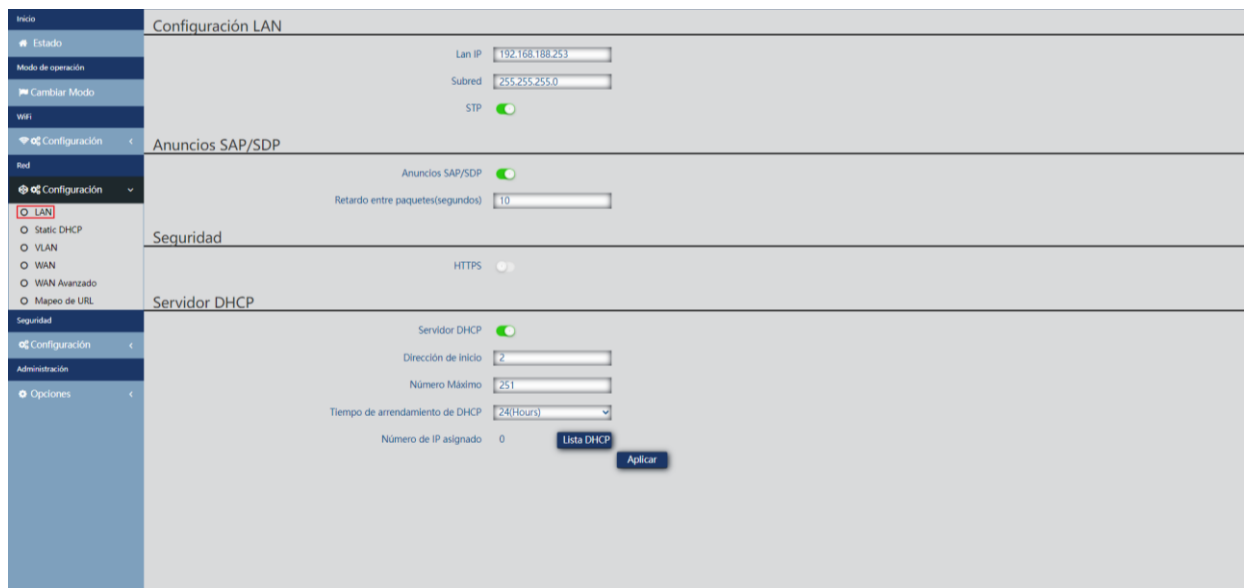 Inicio
Estado
Modo de operación
Cambiar Modo
WiFi
Configuración
Red
Configuración
LAN
Static DHCP
VLAN
WAN
WAN Avanzado
Mapeo de URL
Seguridad
Configuración
Administración
Opciones
Configuración LAN
Lan IP 192.168.188.253
Subred 255.255.255.0
STP
Anuncios SAP/SDP
Anuncios SAP/SDP
Retardo entre paquetes(segundos) 10
Seguridad
HTTPS
Servidor DHCP
Servidor DHCP
Dirección de inicio 2
Número Máximo 251
Tiempo de arrendamiento de DHCP 24(Hours)
Número de IP asignado 0 Lista DHCP
Aplicar